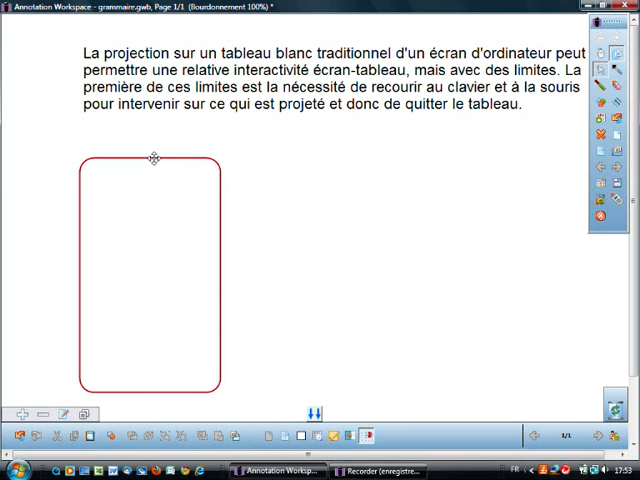 Annotation Workspace - grammaire.gwb, Page 1/1 (Bourdonnement 100%) *
La projection sur un tableau blanc traditionnel d'un écran d'ordinateur peut
permettre une relative interactivité écran-tableau, mais avec des limites. La
première de ces limites est la nécessité de recourir au clavier et à la souris
pour intervenir sur ce qui est projeté et donc de quitter le tableau.
1/1
Annotation Worksp...
Recorder (enregistre...
FR
17:53